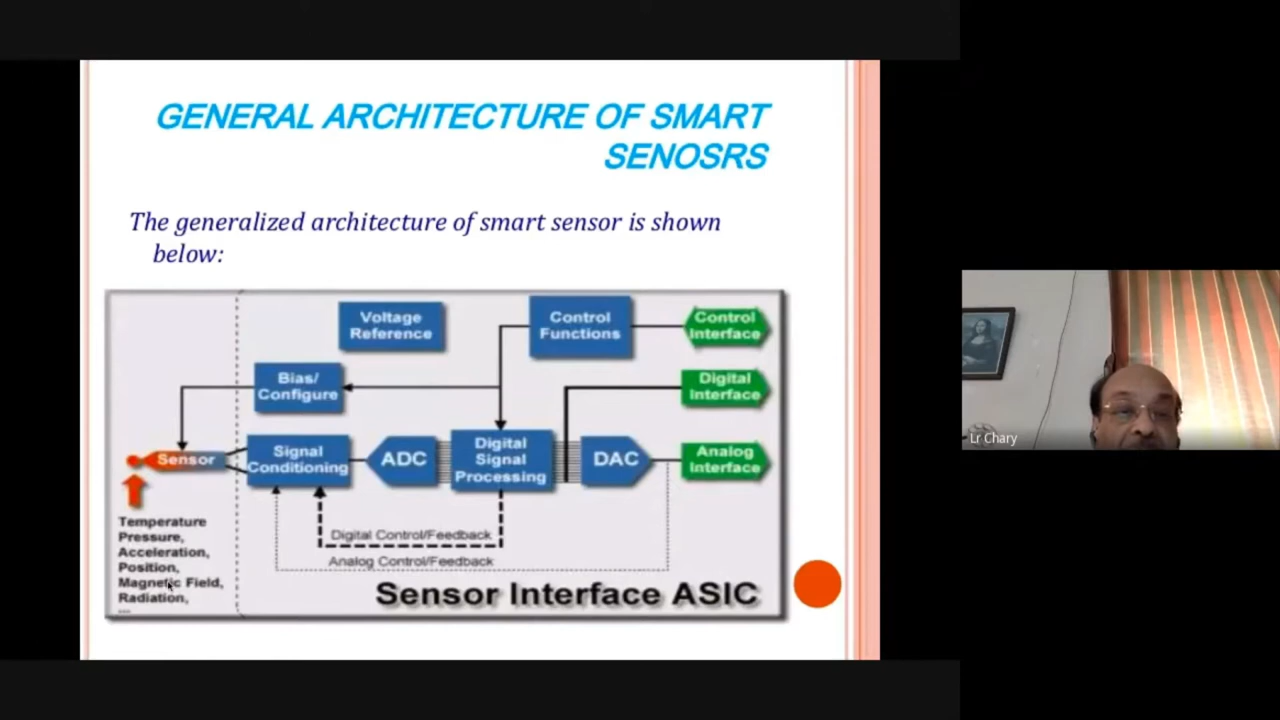 GENERAL ARCHITECTURE OF SMART
SENOSRS
The generalized architecture of smart sensor is shown
below:
Voltage
Reference
Control
Functions
Control
Interface
Bias/
Configure
Digital
Interface
Sensor
Signal
Conditioning
ADC
Digital
Signal
Processing
DAC
Analog
Interface
Temperature
Pressure,
Acceleration,
Position,
Magnetic Field,
Radiation,
...
Digital Control/Feedback
Analog Control/Feedback
Sensor Interface ASIC
Lr Chary